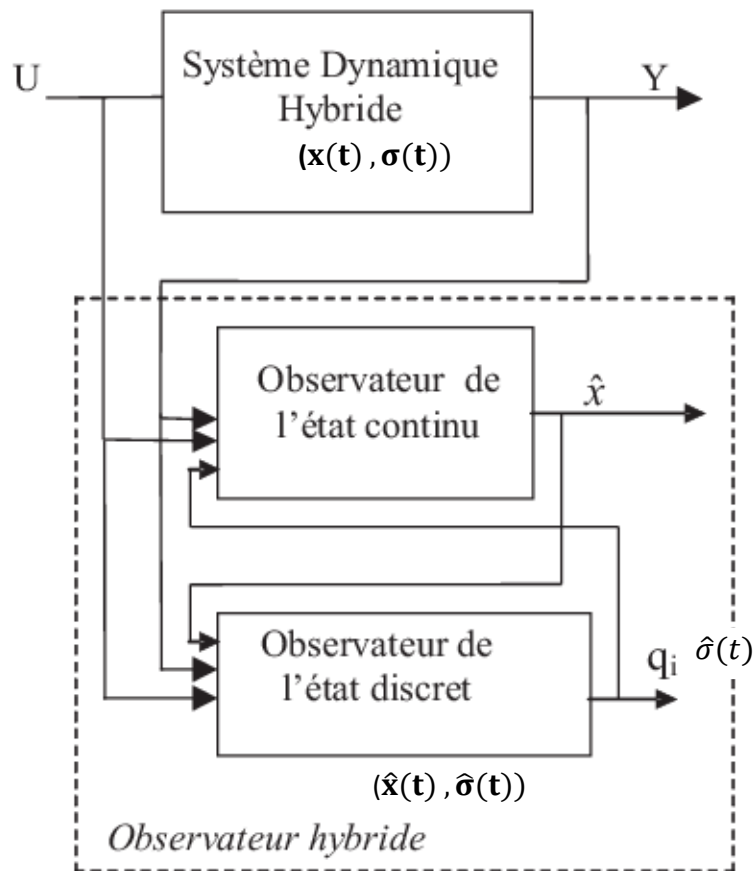 U
Système Dynamique
Hybride
(x(t) , σ(t))
Y
Observateur de
l'état continu
x̂
Observateur de
l'état discret
qi σ̂(t)
(x̂(t) , σ̂(t))
Observateur hybride